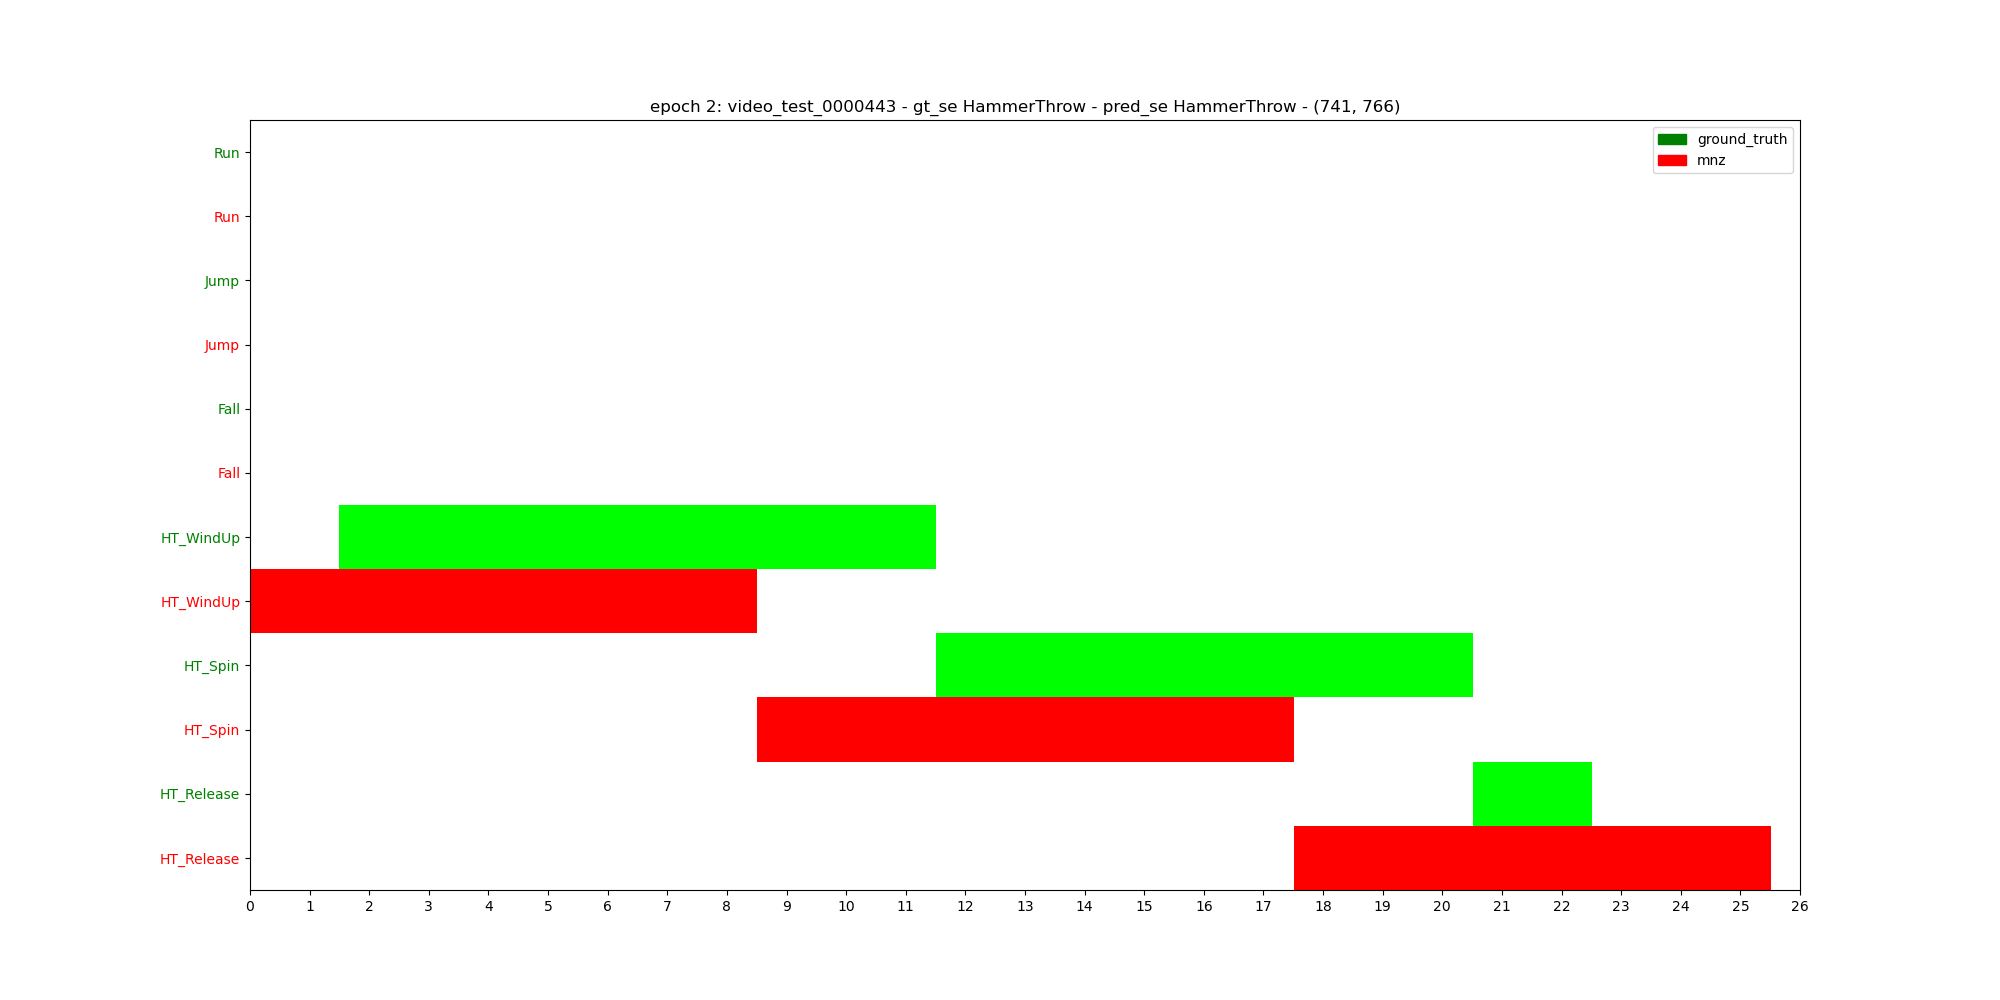 epoch 2: video_test_0000443 - gt_se HammerThrow - pred_se HammerThrow - (741, 766)
ground_truth
mnz
Run
Run
Jump
Jump
Fall
Fall
HT_WindUp
HT_WindUp
HT_Spin
HT_Spin
HT_Release
HT_Release
0 1 2 3 4 5 6 7 8 9 10 11 12 13 14 15 16 17 18 19 20 21 22 23 24 25 26